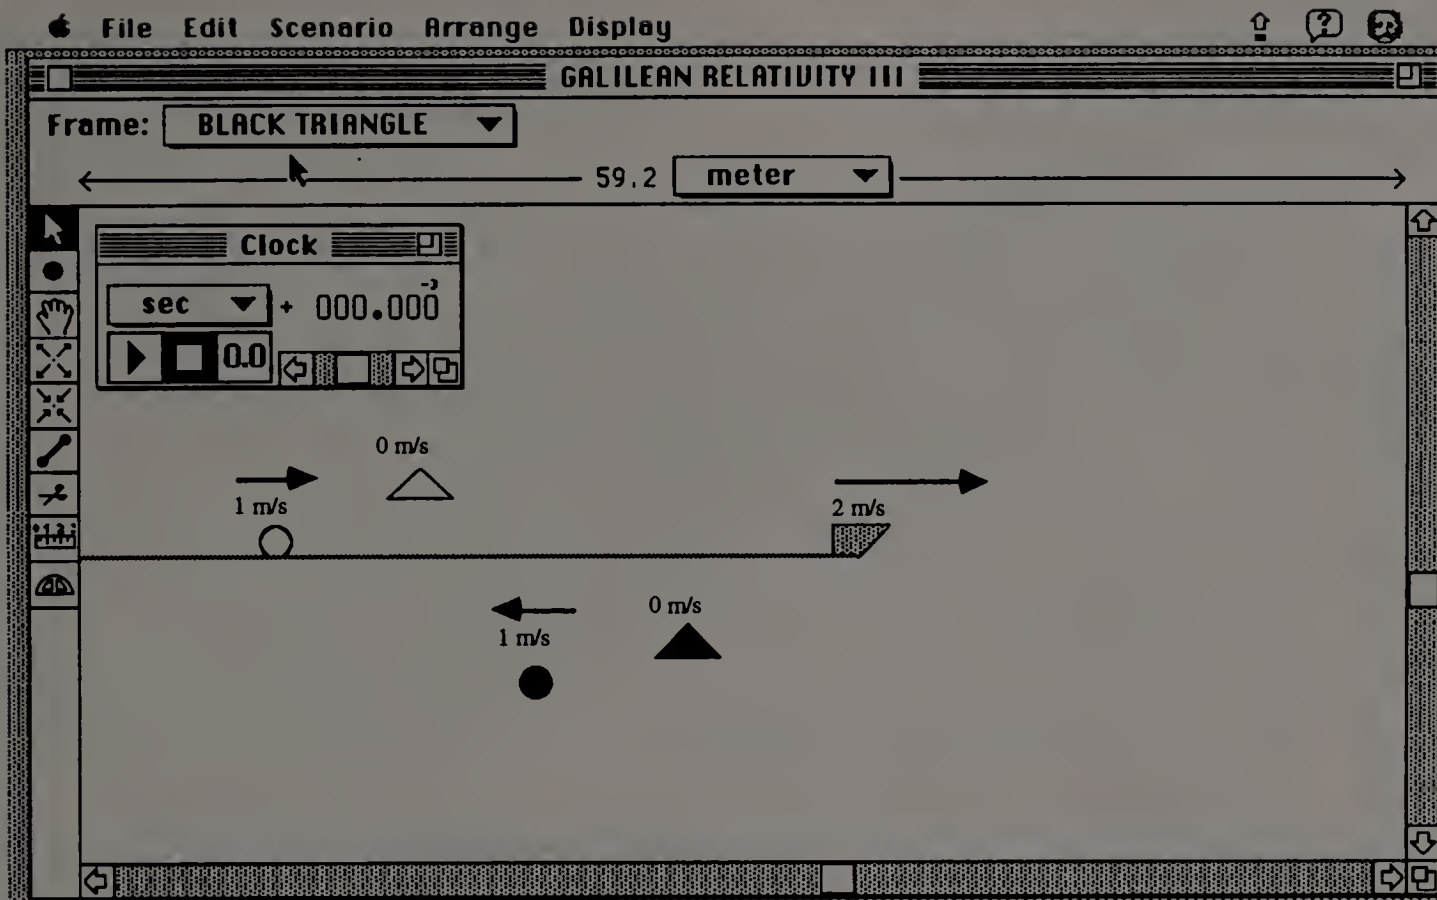 File Edit Scenario Arrange Display
GALILEAN RELATIVITY III
Frame: BLACK TRIANGLE
59.2 meter
Clock
sec + 000.000
0.0
0 m/s
1 m/s
2 m/s
0 m/s
1 m/s